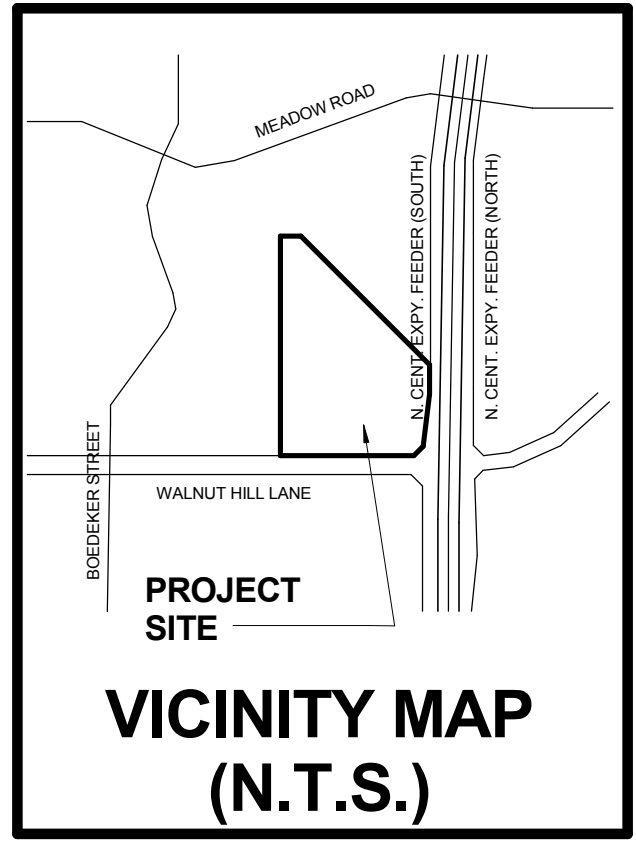 MEADOW ROAD
N. CENT. EXPY. FEEDER (SOUTH)
N. CENT. EXPY. FEEDER (NORTH)
BOEDEKER STREET
WALNUT HILL LANE
PROJECT
SITE
VICINITY MAP
(N.T.S.)